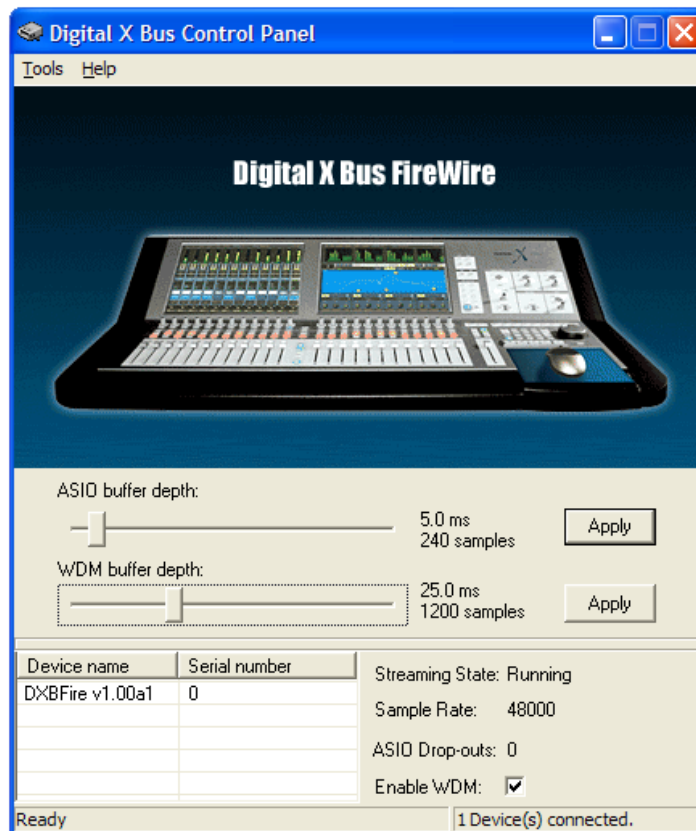 Digital X Bus Control Panel
Tools Help
Digital X Bus FireWire
ASIO buffer depth:
5.0 ms
240 samples
Apply
WDM buffer depth:
25.0 ms
1200 samples
Apply
Device name Serial number
DXBFire v1.00a1 0
Streaming State: Running
Sample Rate: 48000
ASIO Drop-outs: 0
Enable WDM:
Ready 1 Device(s) connected.